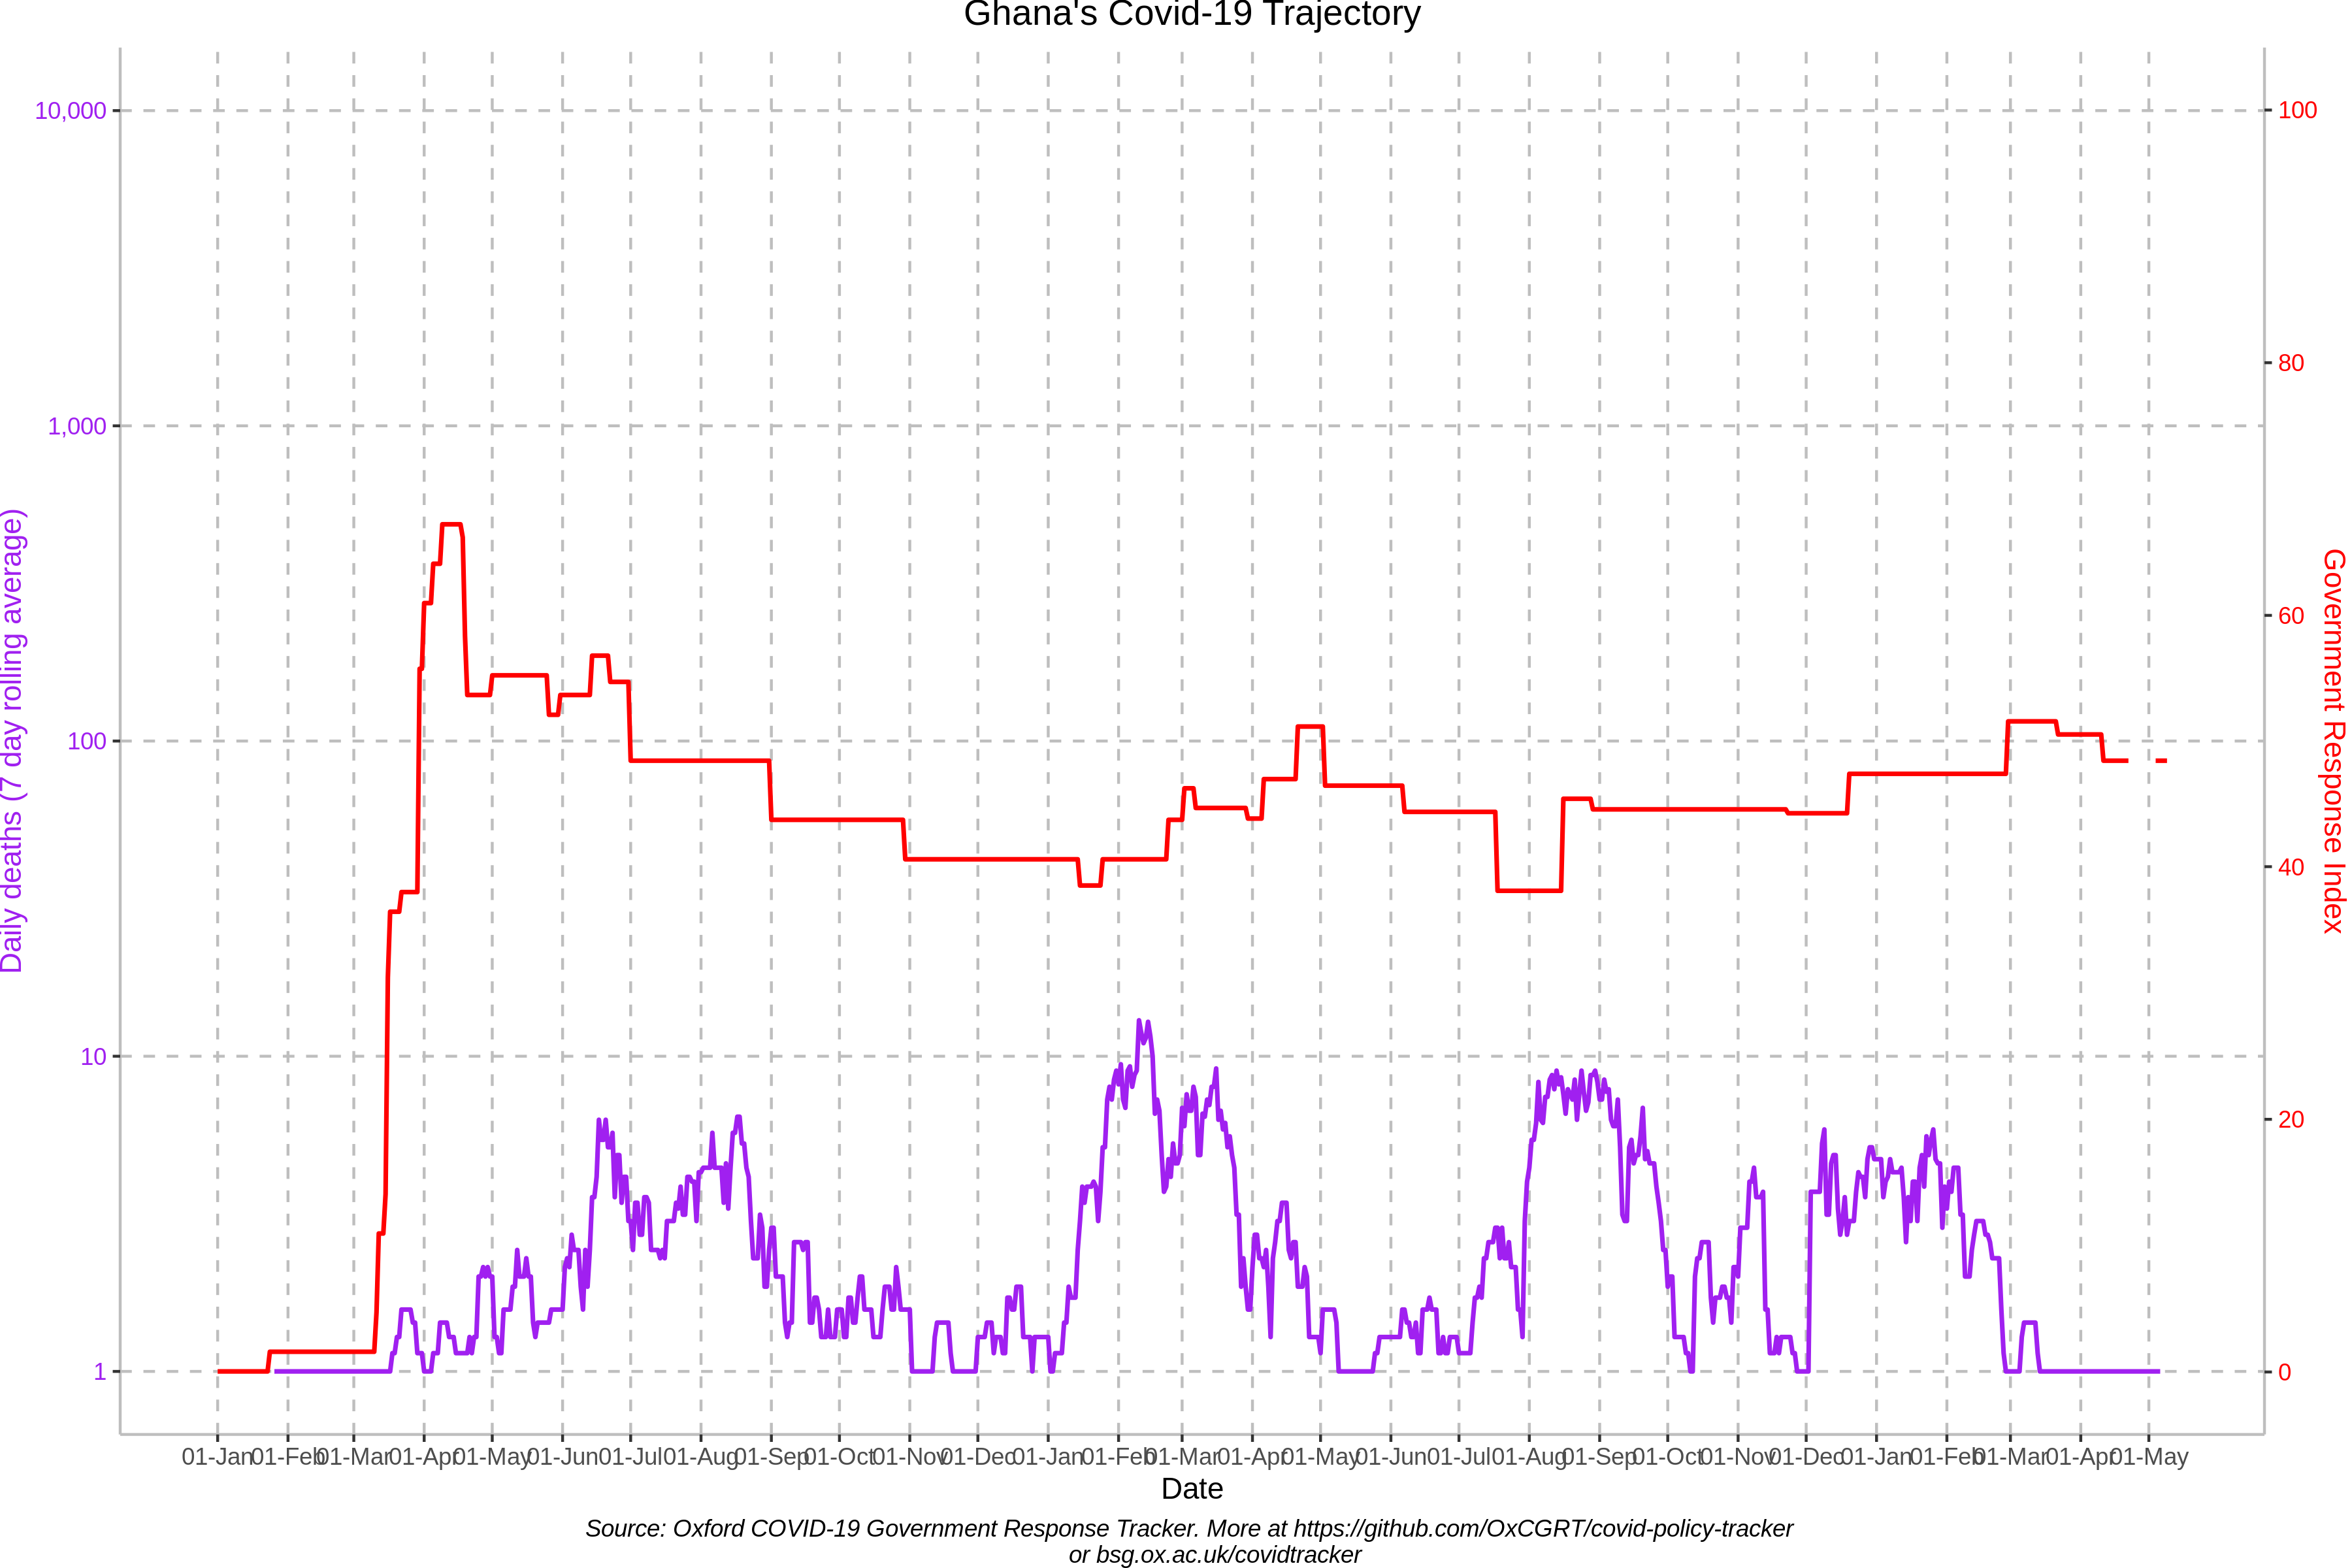 Ghana's Covid-19 Trajectory
10,000
1,000
100
10
1
Daily deaths (7 day rolling average)
100
80
60
40
20
0
Government Response Index
01-Jan 01-Feb 01-Mar 01-Apr 01-May 01-Jun 01-Jul 01-Aug 01-Sep 01-Oct 01-Nov 01-Dec 01-Jan 01-Feb 01-Mar 01-Apr 01-May 01-Jun 01-Jul 01-Aug 01-Sep 01-Oct 01-Nov 01-Dec 01-Jan 01-Feb 01-Mar 01-Apr 01-May
Date
Source: Oxford COVID-19 Government Response Tracker. More at https://github.com/OxCGRT/covid-policy-tracker
or bsg.ox.ac.uk/covidtracker